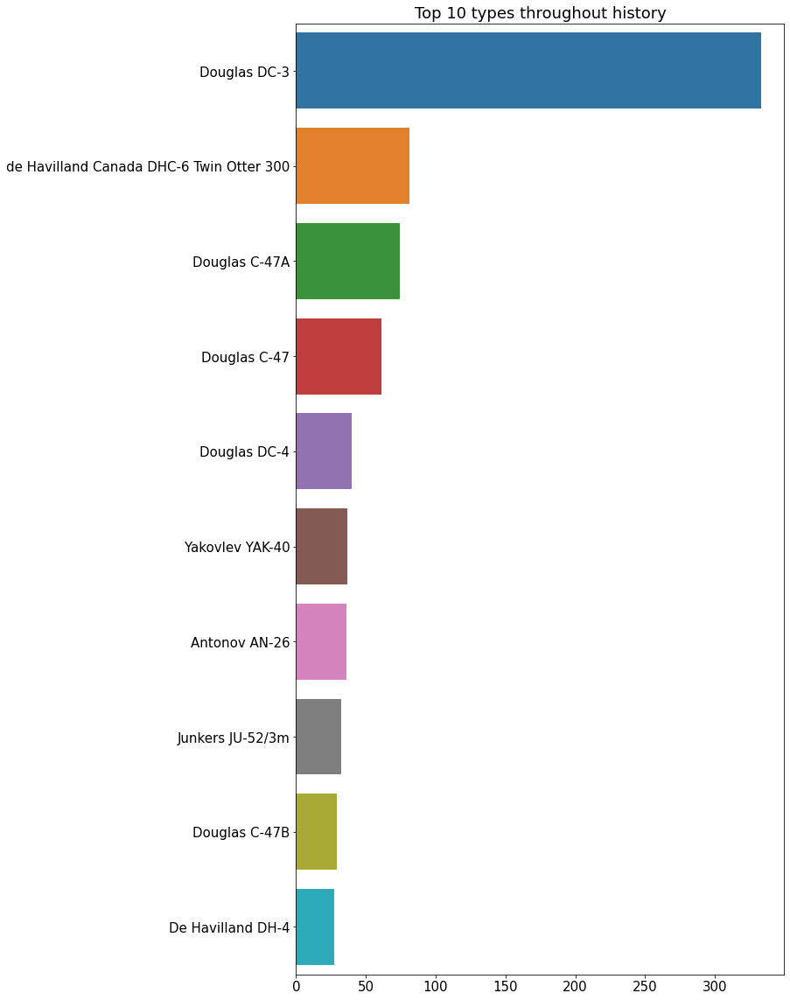 Top 10 types throughout history
Douglas DC-3
de Havilland Canada DHC-6 Twin Otter 300
Douglas C-47A
Douglas C-47
Douglas DC-4
Yakovlev YAK-40
Antonov AN-26
Junkers JU-52/3m
Douglas C-47B
De Havilland DH-4
0 50 100 150 200 250 300